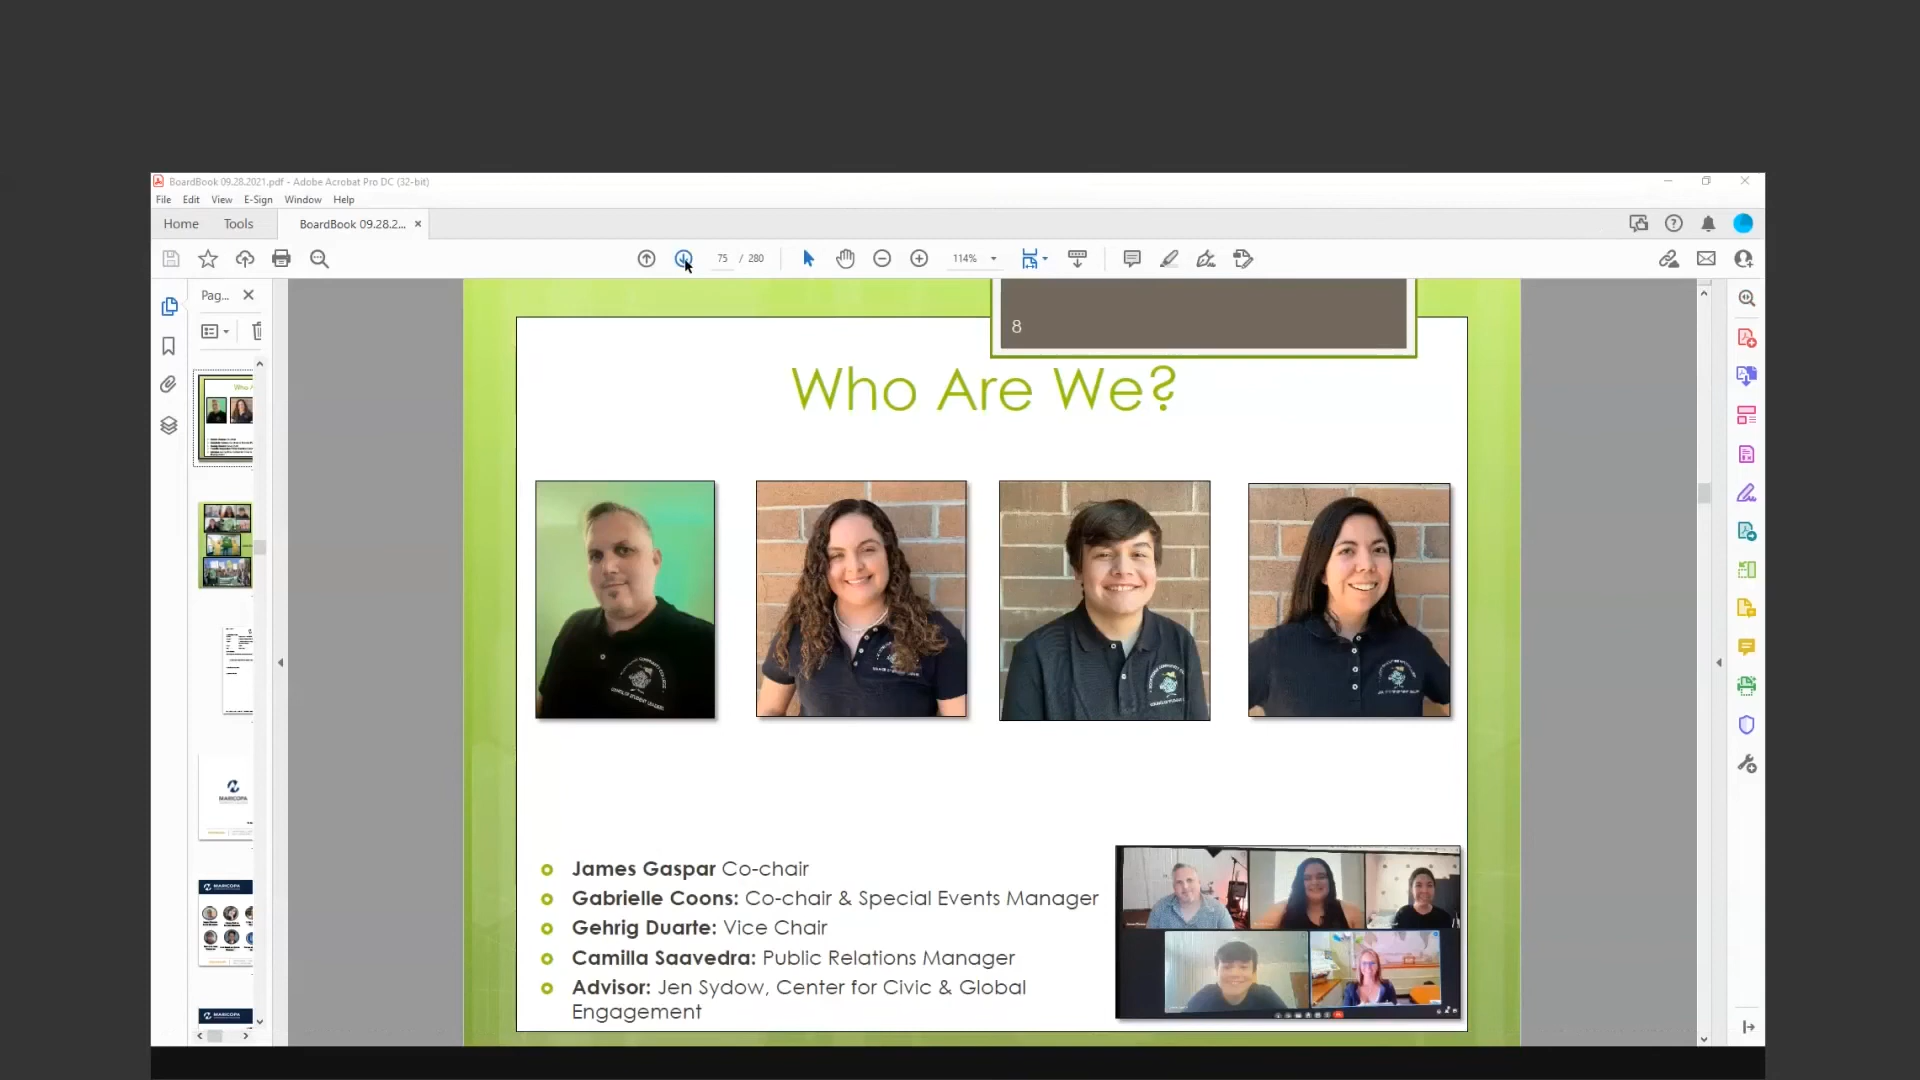 BoardBook 09.28.2021.pdf - Adobe Acrobat Pro DC (32-bit)
File Edit View E-Sign Window Help
Home Tools BoardBook 09.28.2...
75 / 280 114%
Pag...
8
Who Are We?
James Gaspar Co-chair
Gabrielle Coons: Co-chair & Special Events Manager
Gehrig Duarte: Vice Chair
Camilla Saavedra: Public Relations Manager
Advisor: Jen Sydow, Center for Civic & Global
Engagement
MARICOPA
MARICOPA
MARICOPA